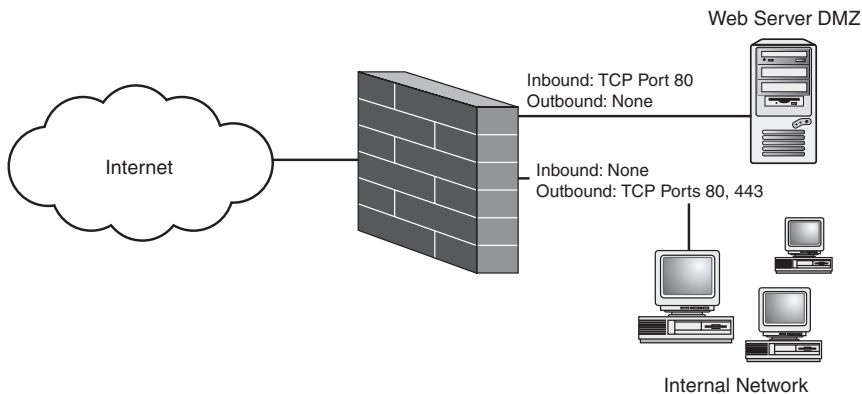 Web Server DMZ
Inbound: TCP Port 80
Outbound: None
Internet
Inbound: None
Outbound: TCP Ports 80, 443
Internal Network